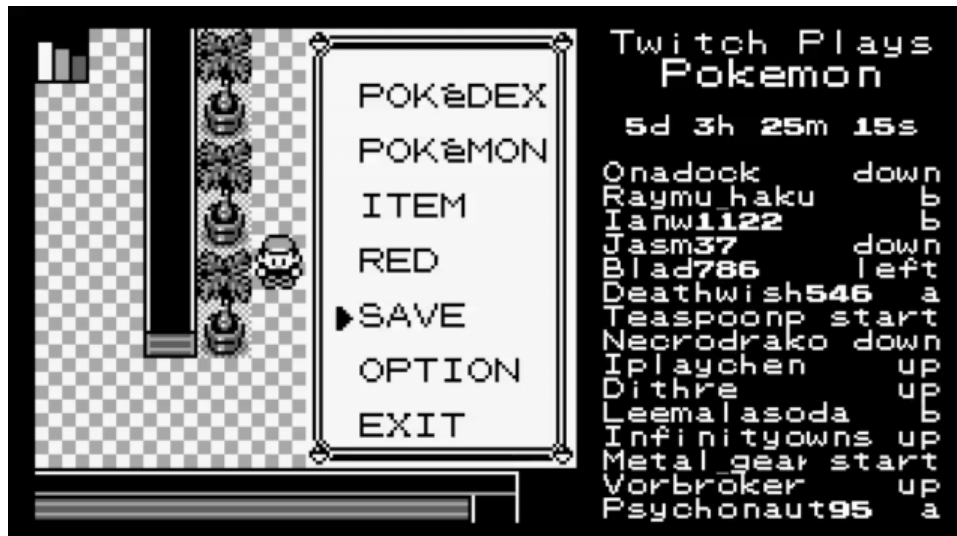 POKéDEX
POKéMON
ITEM
RED
▶SAVE
OPTION
EXIT
Twitch Plays
Pokemon
5d 3h 25m 15s
Onadock down
Raymu_haku b
Ianw1122 b
Jasm37 down
Blad786 left
Deathwish546 a
Teaspoonp start
Necrodrako down
Iplaychen up
Dithre up
Leemalasoda b
Infinityowns up
Metal_gear start
Vorbroker up
Psychonaut95 a